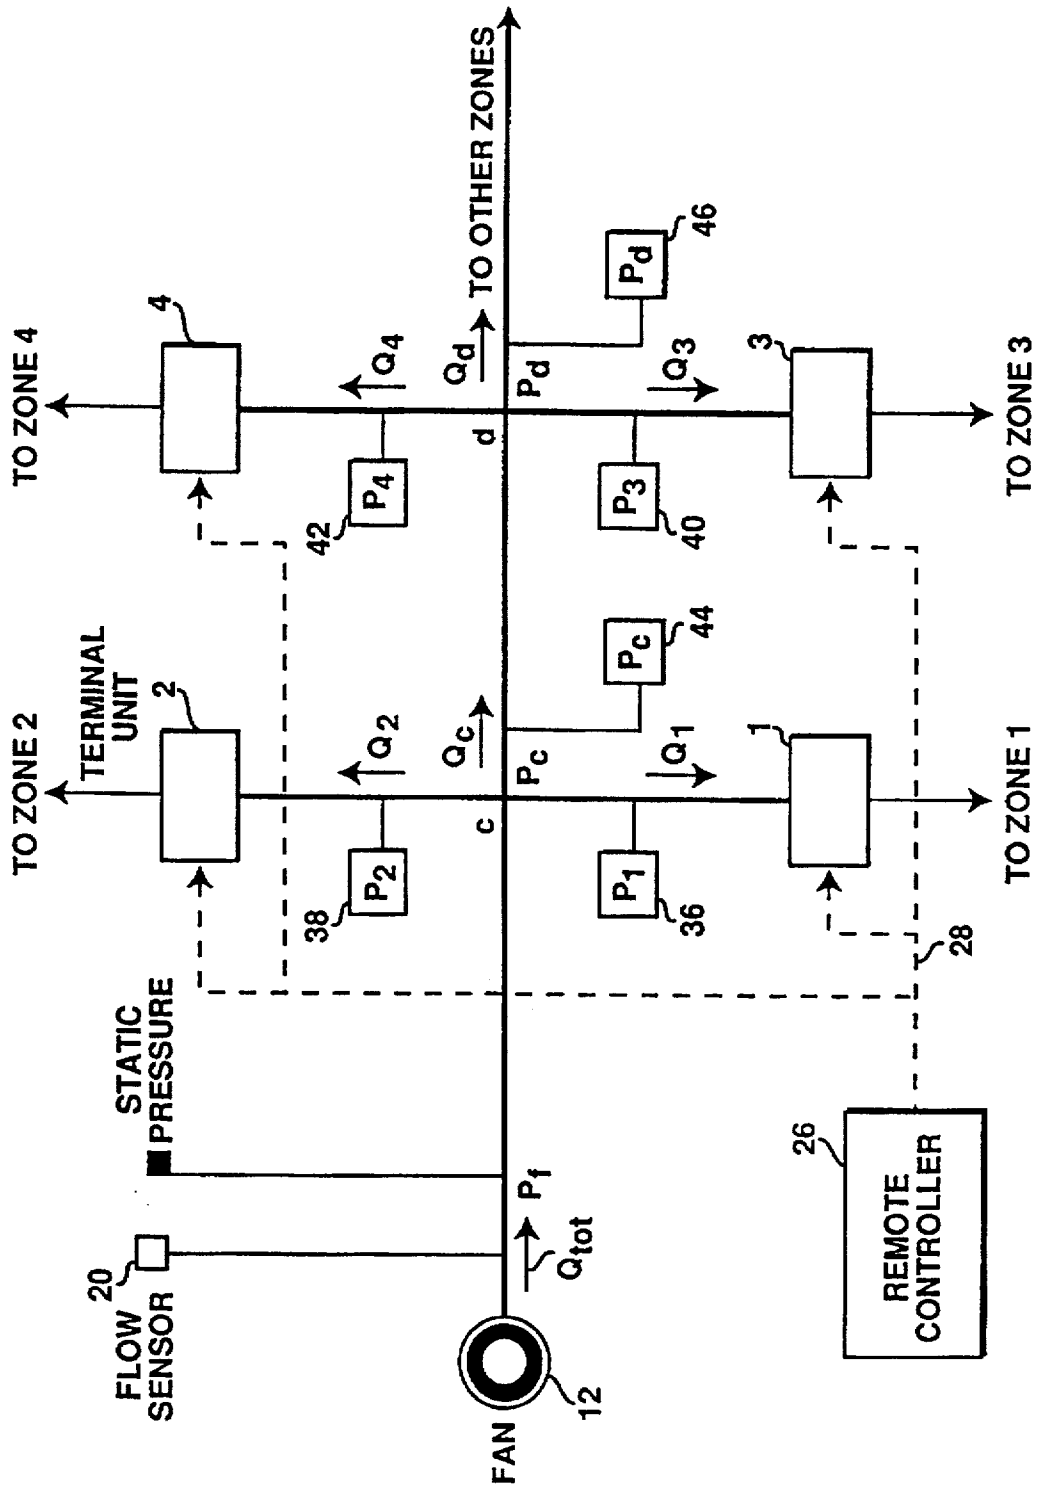 TO ZONE 2
TO ZONE 4
TERMINAL
UNIT
2
4
STATIC
PRESSURE
20
FLOW
SENSOR
38
P2
Q2
42
P4
Q4
FAN
12
Qtot
Pf
c
Qc
Pc
d
Qd
Pd
TO OTHER ZONES
P1
36
Q1
Pc
44
P3
40
Q3
Pd
46
1
3
26
REMOTE
CONTROLLER
28
TO ZONE 1
TO ZONE 3